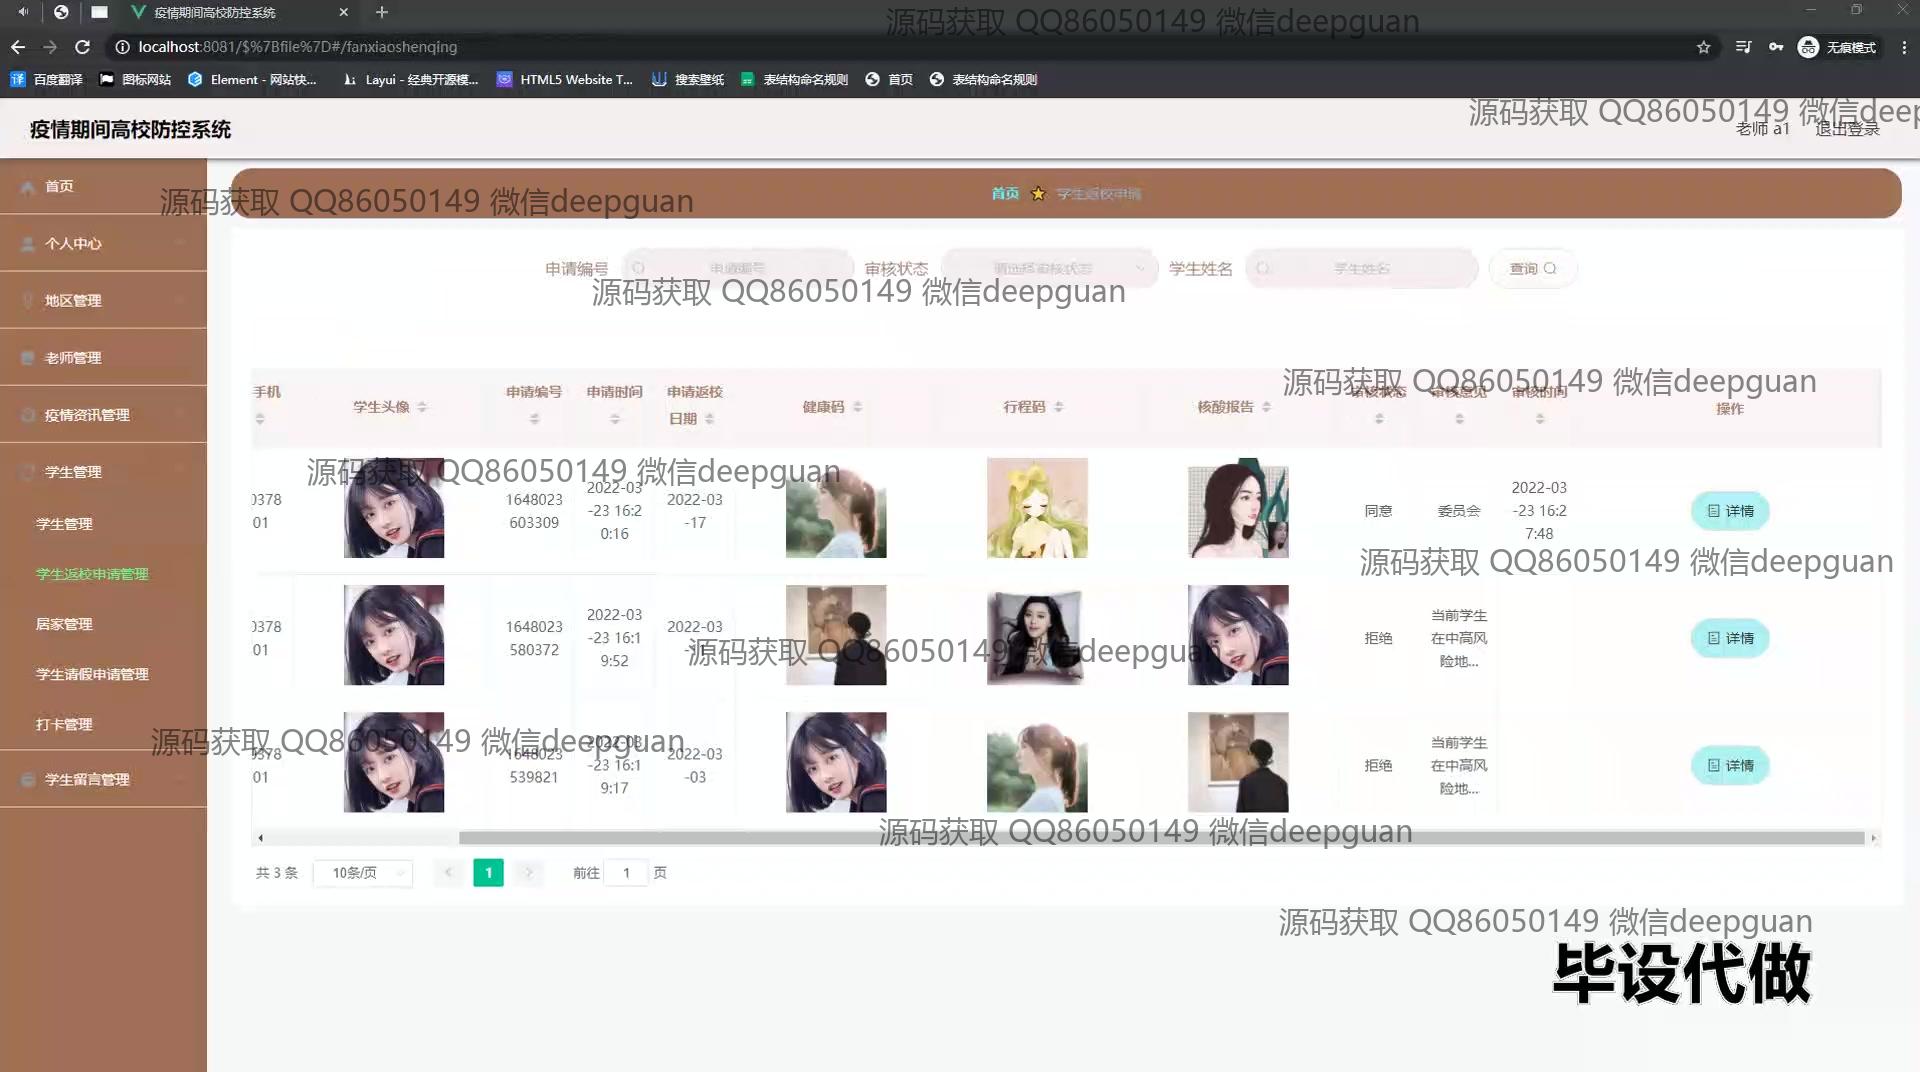 疫情期间高校防控系统
localhost:8081/$%7Bfile%7D#/fanxiaoshenqing
无痕模式
百度翻译
图标网站
Element - 网站快...
Layui - 经典开源模...
HTML5 Website T...
搜索壁纸
表结构命名规则
首页
表结构命名规则
源码获取 QQ86050149 微信deepguan
疫情期间高校防控系统
源码获取 QQ86050149 微信deep
老师 a1
退出登录
首页
个人中心
地区管理
老师管理
疫情资讯管理
学生管理
学生管理
学生返校申请管理
居家管理
学生请假申请管理
打卡管理
学生留言管理
源码获取 QQ86050149 微信deepguan
首页
学生返校申请
申请编号
申请编号
审核状态
请选择审核状态
学生姓名
学生姓名
查询
源码获取 QQ86050149 微信deepguan
源码获取 QQ86050149 微信deepguan
手机
学生头像
申请编号
申请时间
申请返校
日期
健康码
行程码
核酸报告
审核状态
审核意见
审核时间
操作
源码获取 QQ86050149 微信deepguan
0378
01
1648023
603309
2022-03
-23 16:2
0:16
2022-03
-17
同意
委员会
2022-03
-23 16:2
7:48
详情
源码获取 QQ86050149 微信deepguan
0378
01
1648023
580372
2022-03
-23 16:1
9:52
2022-03
拒绝
当前学生
在中高风
险地...
详情
源码获取 QQ86050149 微信deepguan
源码获取 QQ86050149 微信deepguan
0378
01
1648023
539821
2022-03
-23 16:1
9:17
2022-03
-03
拒绝
当前学生
在中高风
险地...
详情
源码获取 QQ86050149 微信deepguan
共 3 条
10条/页
1
前往
1
页
源码获取 QQ86050149 微信deepguan
毕设代做